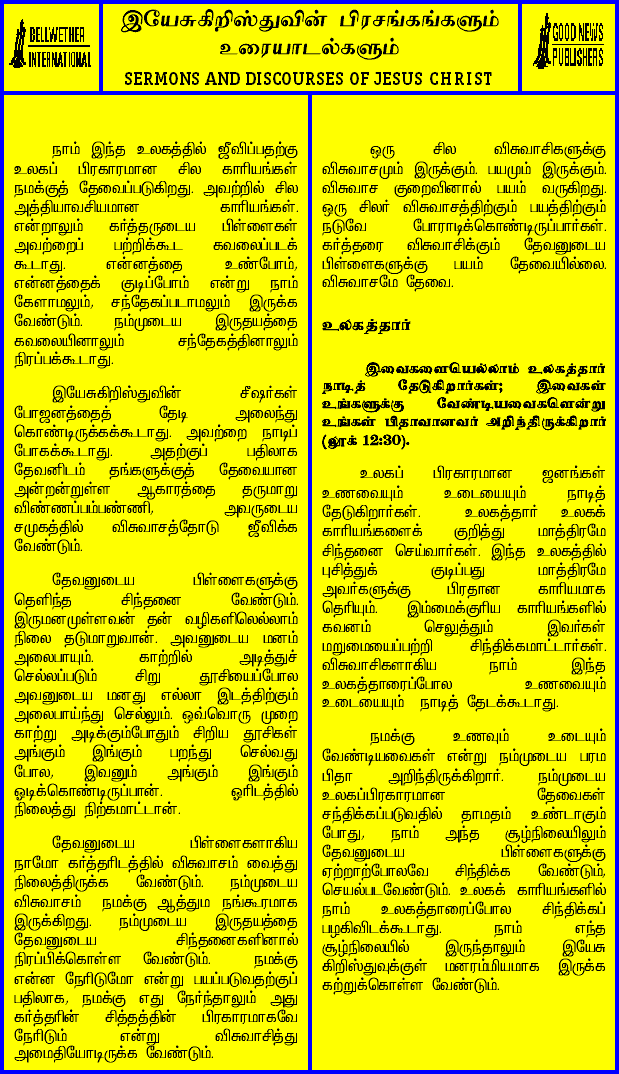 BELLWETHER
INTERNATIONAL
இயேசுகிறிஸ்துவின் பிரசங்கங்களும்
உரையாடல்களும்
SERMONS AND DISCOURSES OF JESUS CHRIST
GOOD NEWS
PUBLISHERS
நாம் இந்த உலகத்தில் ஜீவிப்பதற்கு
உலகப் பிரகாரமான சில காரியங்கள்
நமக்குத் தேவைப்படுகிறது. அவற்றில் சில
அத்தியாவசியமான காரியங்கள்.
என்றாலும் கர்த்தருடைய பிள்ளைகள்
அவற்றைப் பற்றிக்கூட கவலைப்படக்
கூடாது. என்னத்தை உண்போம்,
என்னத்தைக் குடிப்போம் என்று நாம்
கேளாமலும், சந்தேகப்படாமலும் இருக்க
வேண்டும். நம்முடைய இருதயத்தை
கவலையினாலும் சந்தேகத்தினாலும்
நிரப்பக்கூடாது.
இயேசுகிறிஸ்துவின் சீஷர்கள்
போஜனத்தைத் தேடி அலைந்து
கொண்டிருக்கக்கூடாது. அவற்றை நாடிப்
போகக்கூடாது. அதற்குப் பதிலாக
தேவனிடம் தங்களுக்குத் தேவையான
அன்றன்றுள்ள ஆகாரத்தை தருமாறு
விண்ணப்பம்பண்ணி, அவருடைய
சமுகத்தில் விசுவாசத்தோடு ஜீவிக்க
வேண்டும்.
தேவனுடைய பிள்ளைகளுக்கு
தெளிந்த சிந்தனை வேண்டும்.
இருமனமுள்ளவன் தன் வழிகளிலெல்லாம்
நிலை தடுமாறுவான். அவனுடைய மனம்
அலைபாயும். காற்றில் அடித்துச்
செல்லப்படும் சிறு தூசியைப்போல
அவனுடைய மனது எல்லா இடத்திற்கும்
அலைபாய்ந்து செல்லும். ஒவ்வொரு முறை
காற்று அடிக்கும்போதும் சிறிய தூசிகள்
அங்கும் இங்கும் பறந்து செல்வது
போல, இவனும் அங்கும் இங்கும்
ஓடிக்கொண்டிருப்பான். ஓரிடத்தில்
நிலைத்து நிற்கமாட்டான்.
தேவனுடைய பிள்ளைகளாகிய
நாமோ கர்த்தரிடத்தில் விசுவாசம் வைத்து
நிலைத்திருக்க வேண்டும். நம்முடைய
விசுவாசம் நமக்கு ஆத்தும நங்கூரமாக
இருக்கிறது. நம்முடைய இருதயத்தை
தேவனுடைய சிந்தனைகளினால்
நிரப்பிக்கொள்ள வேண்டும். நமக்கு
என்ன நேரிடுமோ என்று பயப்படுவதற்குப்
பதிலாக, நமக்கு எது நேர்ந்தாலும் அது
கர்த்தரின் சித்தத்தின் பிரகாரமாகவே
நேரிடும் என்று விசுவாசித்து
அமைதியோடிருக்க வேண்டும்.
ஒரு சில விசுவாசிகளுக்கு
விசுவாசமும் இருக்கும். பயமும் இருக்கும்.
விசுவாச குறைவினால் பயம் வருகிறது.
ஒரு சிலர் விசுவாசத்திற்கும் பயத்திற்கும்
நடுவே போராடிக்கொண்டிருப்பார்கள்.
கர்த்தரை விசுவாசிக்கும் தேவனுடைய
பிள்ளைகளுக்கு பயம் தேவையில்லை.
விசுவாசமே தேவை.
உலகத்தார்
இவைகளையெல்லாம் உலகத்தார்
நாடித் தேடுகிறார்கள்; இவைகள்
உங்களுக்கு வேண்டியவைகளென்று
உங்கள் பிதாவானவர் அறிந்திருக்கிறார்
(லூக் 12:30).
உலகப் பிரகாரமான ஜனங்கள்
உணவையும் உடையையும் நாடித்
தேடுகிறார்கள். உலகத்தார் உலகக்
காரியங்களைக் குறித்து மாத்திரமே
சிந்தனை செய்வார்கள். இந்த உலகத்தில்
புசித்துக் குடிப்பது மாத்திரமே
அவர்களுக்கு பிரதான காரியமாக
தெரியும். இம்மைக்குரிய காரியங்களில்
கவனம் செலுத்தும் இவர்கள்
மறுமையைப்பற்றி சிந்திக்கமாட்டார்கள்.
விசுவாசிகளாகிய நாம் இந்த
உலகத்தாரைப்போல உணவையும்
உடையையும் நாடித் தேடக்கூடாது.
நமக்கு உணவும் உடையும்
வேண்டியவைகள் என்று நம்முடைய பரம
பிதா அறிந்திருக்கிறார். நம்முடைய
உலகப்பிரகாரமான தேவைகள்
சந்திக்கப்படுவதில் தாமதம் உண்டாகும்
போது, நாம் அந்த சூழ்நிலையிலும்
தேவனுடைய பிள்ளைகளுக்கு
ஏற்றாற்போலவே சிந்திக்க வேண்டும்,
செயல்படவேண்டும். உலகக் காரியங்களில்
நாம் உலகத்தாரைப்போல சிந்திக்கப்
பழகிவிடக்கூடாது. நாம் எந்த
சூழ்நிலையில் இருந்தாலும் இயேசு
கிறிஸ்துவுக்குள் மனரம்மியமாக இருக்க
கற்றுக்கொள்ள வேண்டும்.